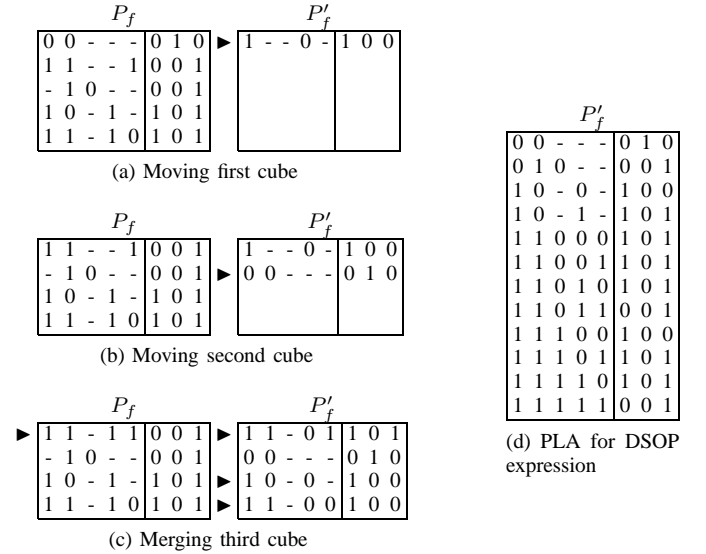 P_f P'_f
0 0 - - - 0 1 0 ► 1 - - 0 - 1 0 0
1 1 - - 1 0 0 1
- 1 0 - - 0 0 1
1 0 - 1 - 1 0 1
1 1 - 1 0 1 0 1
(a) Moving first cube
P_f P'_f
1 1 - - 1 0 0 1 1 - - 0 - 1 0 0
- 1 0 - - 0 0 1 ► 0 0 - - - 0 1 0
1 0 - 1 - 1 0 1
1 1 - 1 0 1 0 1
(b) Moving second cube
P_f P'_f
► 1 1 - 1 1 0 0 1 ► 1 1 - 0 1 1 0 1
- 1 0 - - 0 0 1 0 0 - - - 0 1 0
1 0 - 1 - 1 0 1 ► 1 0 - 0 - 1 0 0
1 1 - 1 0 1 0 1 ► 1 1 - 0 0 1 0 0
(c) Merging third cube
P'_f
0 0 - - - 0 1 0
0 1 0 - - 0 0 1
1 0 - 0 - 1 0 0
1 0 - 1 - 1 0 1
1 1 0 0 0 1 0 1
1 1 0 0 1 1 0 1
1 1 0 1 0 1 0 1
1 1 0 1 1 0 0 1
1 1 1 0 0 1 0 0
1 1 1 0 1 1 0 1
1 1 1 1 0 1 0 1
1 1 1 1 1 0 0 1
(d) PLA for DSOP
expression